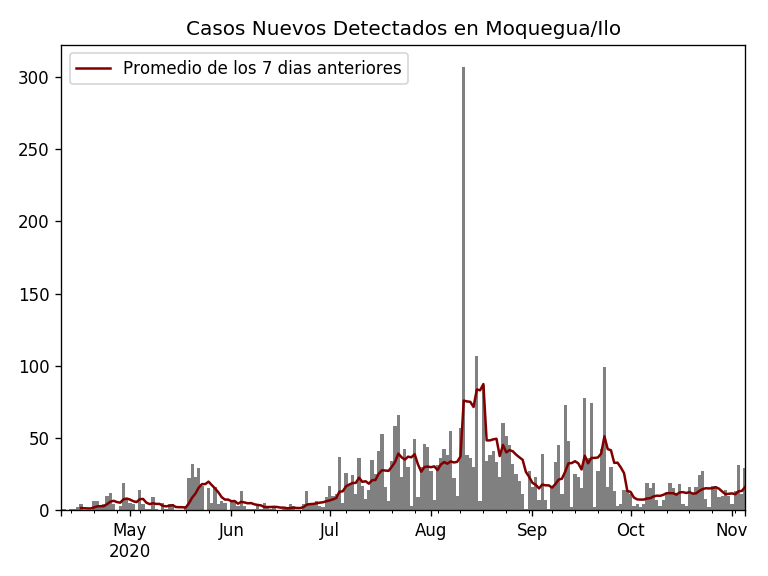 Casos Nuevos Detectados en Moquegua/Ilo
Promedio de los 7 dias anteriores
300
250
200
150
100
50
0
May Jun Jul Aug Sep Oct Nov
2020